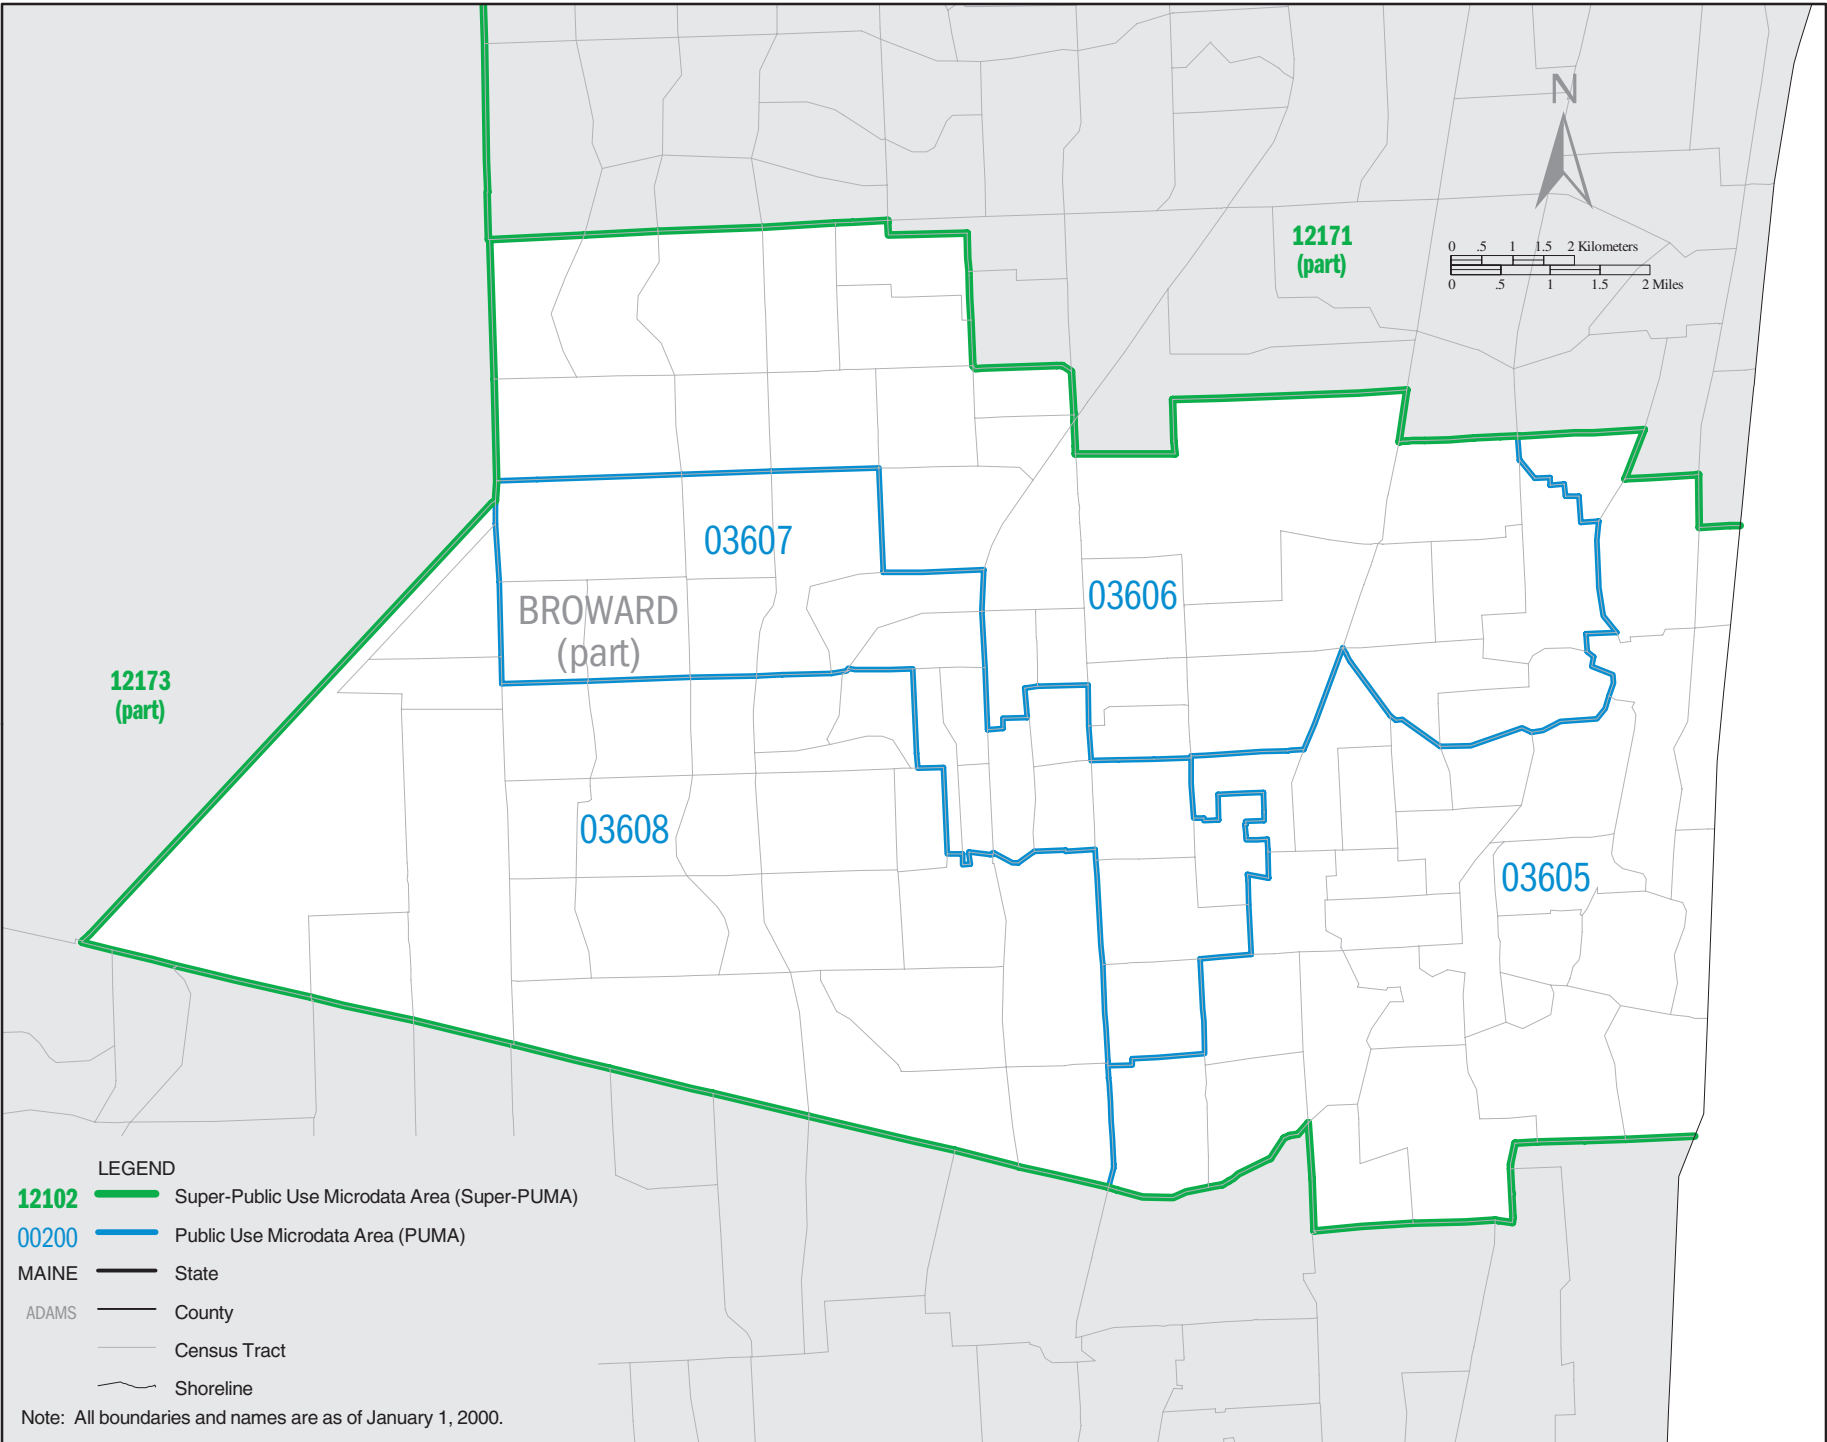 N
12171
(part)
0 .5 1 1.5 2 Kilometers
0 .5 1 1.5 2 Miles
03607
03606
BROWARD
(part)
12173
(part)
03608
03605
LEGEND
12102 Super-Public Use Microdata Area (Super-PUMA)
00200 Public Use Microdata Area (PUMA)
MAINE State
ADAMS County
Census Tract
Shoreline
Note: All boundaries and names are as of January 1, 2000.